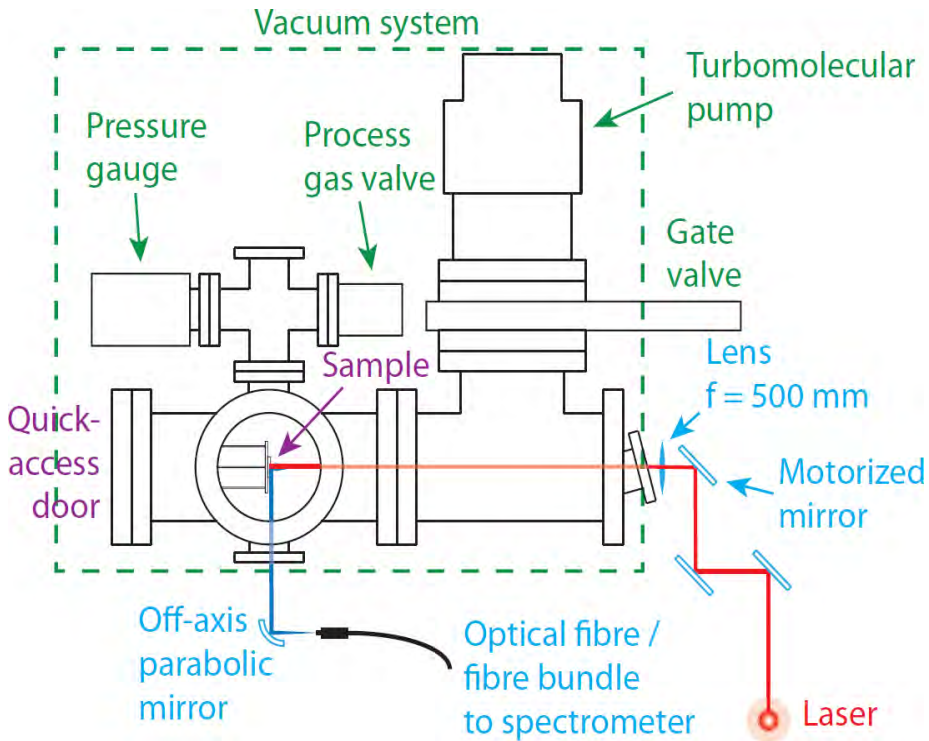 Vacuum system
Turbomolecular
pump
Pressure
gauge
Process
gas valve
Gate
valve
Sample
Lens
f = 500 mm
Quick-
access
door
Motorized
mirror
Off-axis
parabolic
mirror
Optical fibre /
fibre bundle
to spectrometer
Laser